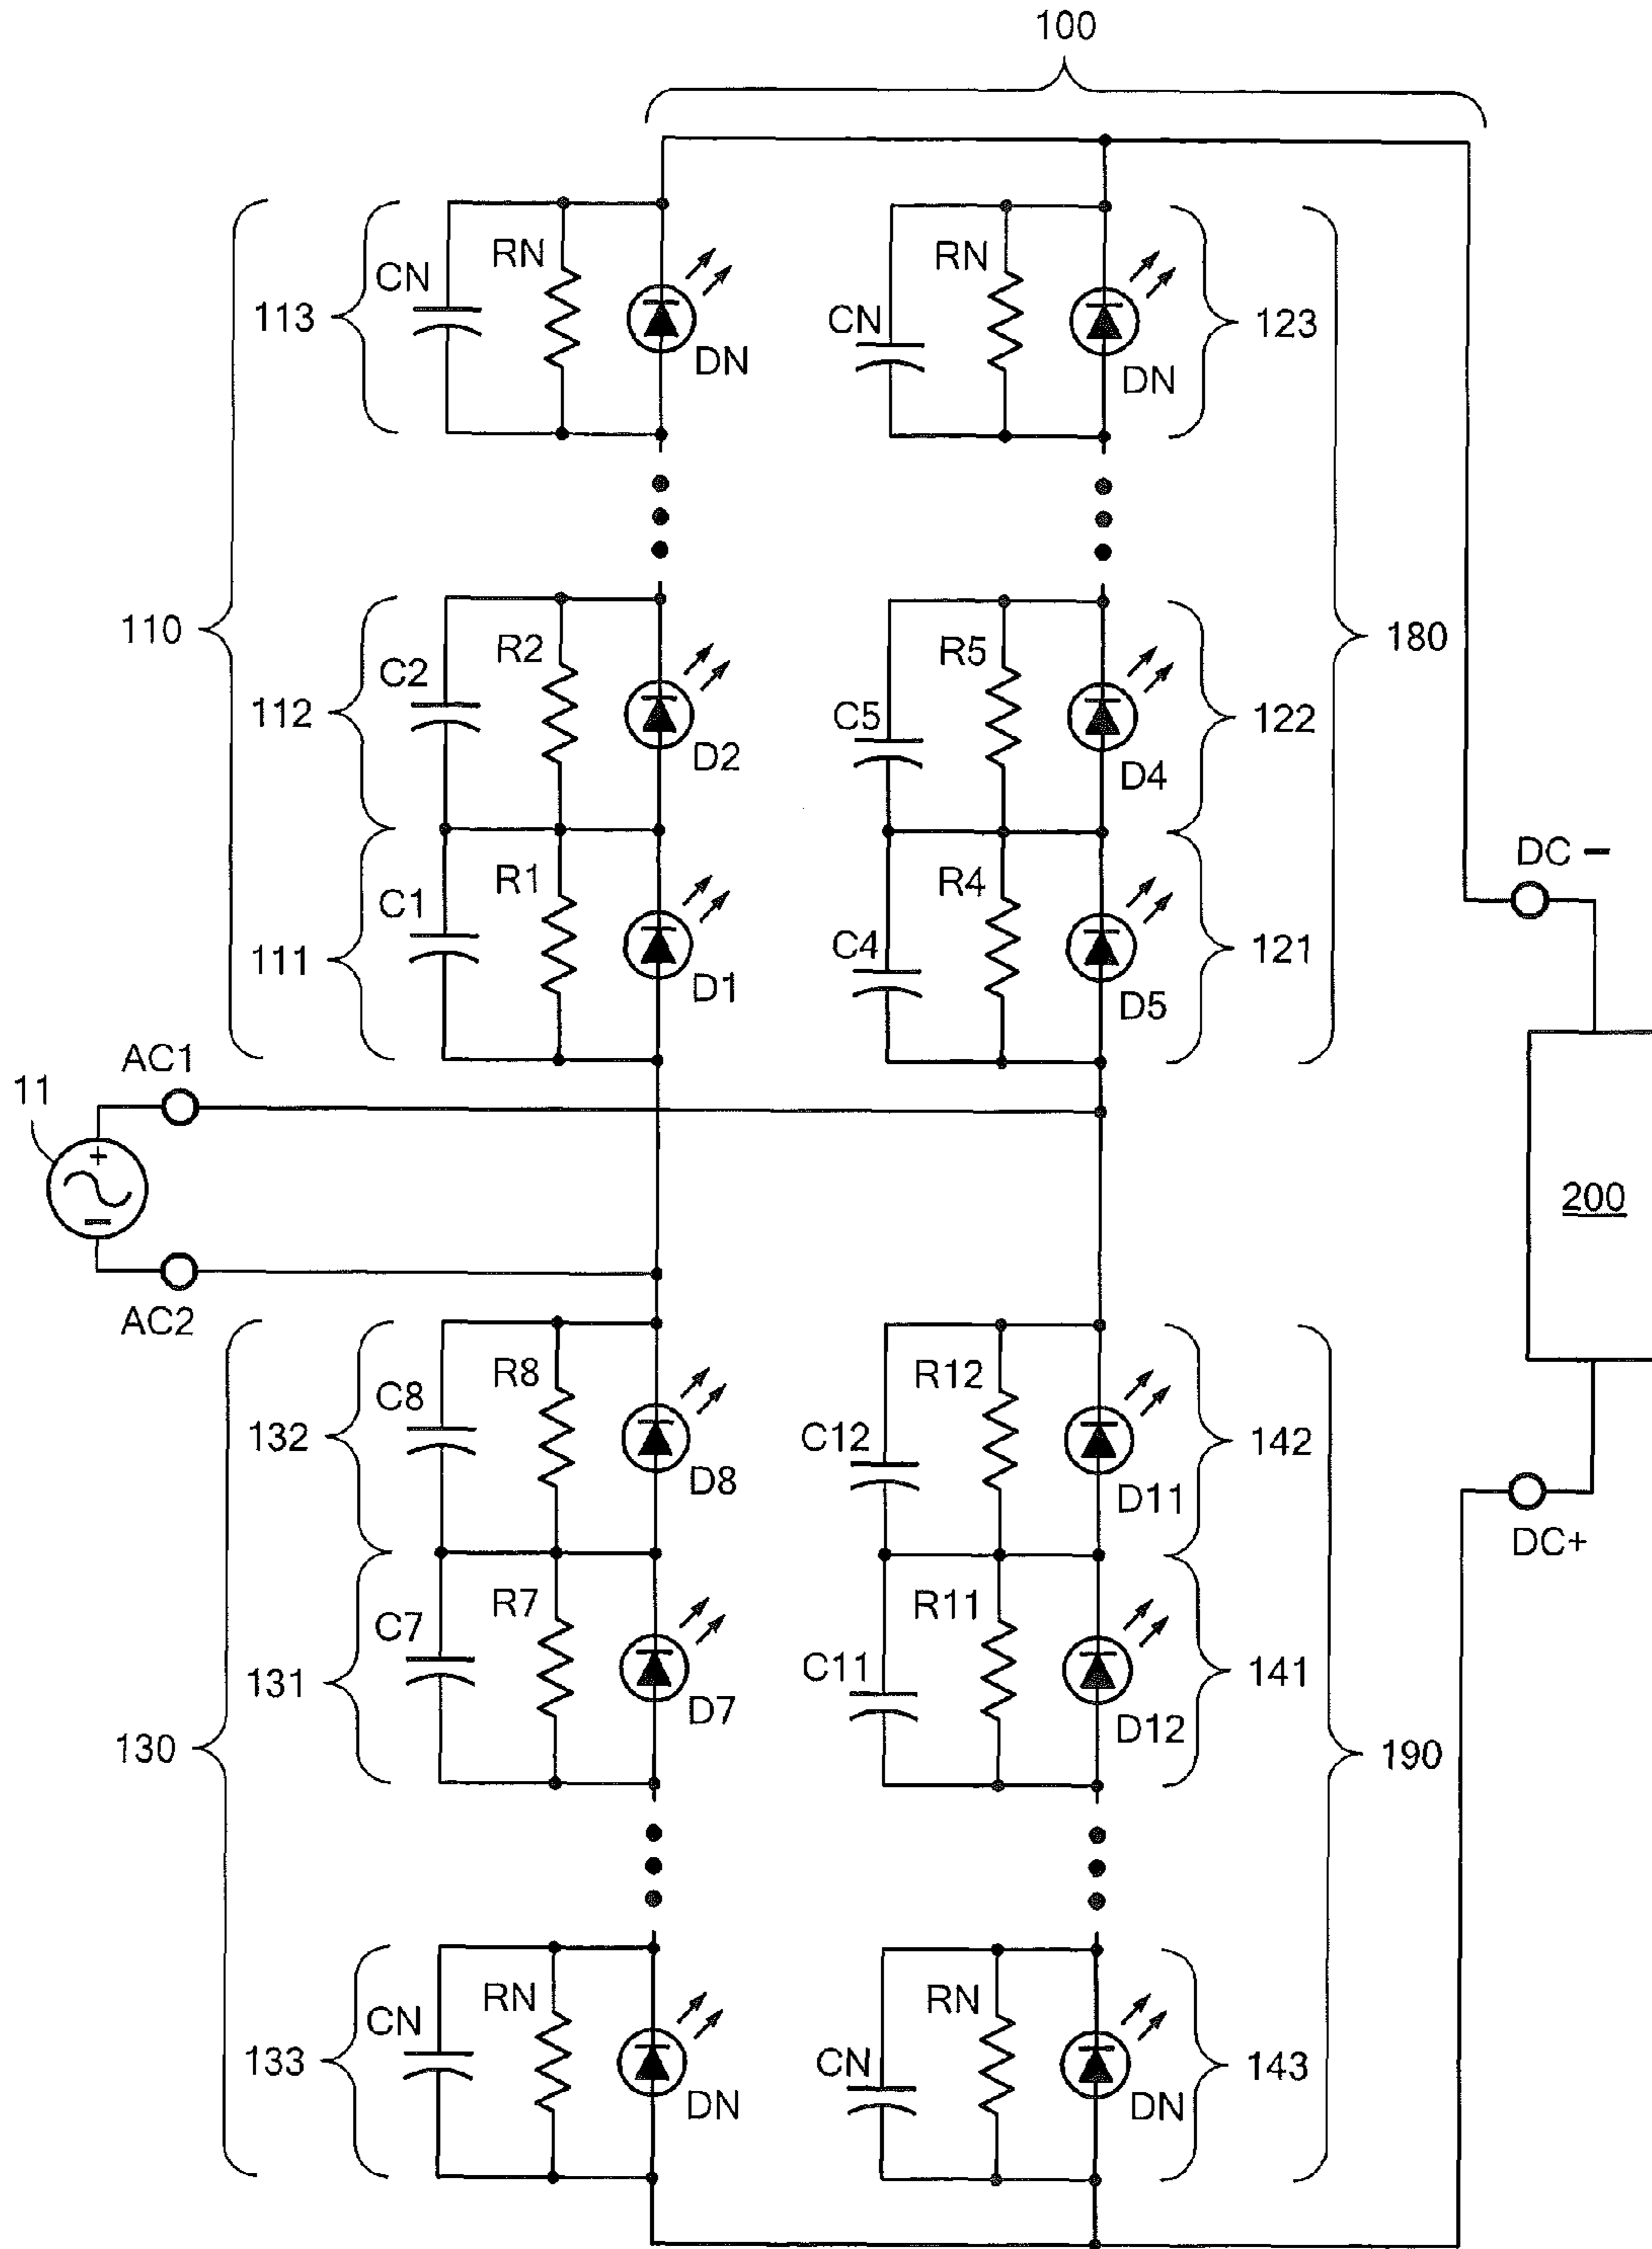 100
RN
RN
CN
113
CN
123
DN
DN
110
R2
R5
180
C2
C5
112
122
D2
D4
R1
R4
DC −
C1
C4
111
121
D1
D5
AC1
11
+
−
200
AC2
R8
R12
C8
C12
132
142
D8
D11
DC+
R7
R11
C7
C11
131
141
D7
D12
130
190
RN
RN
CN
CN
133
143
DN
DN